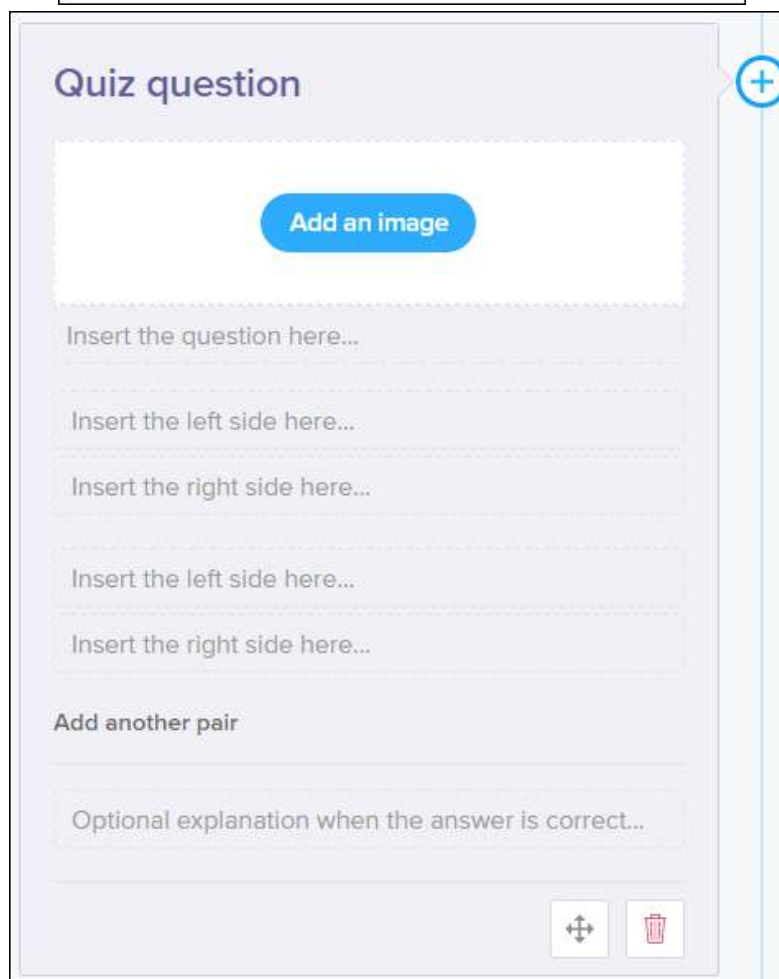 Quiz question
Add an image
Insert the question here...
Insert the left side here...
Insert the right side here...
Insert the left side here...
Insert the right side here...
Add another pair
Optional explanation when the answer is correct...